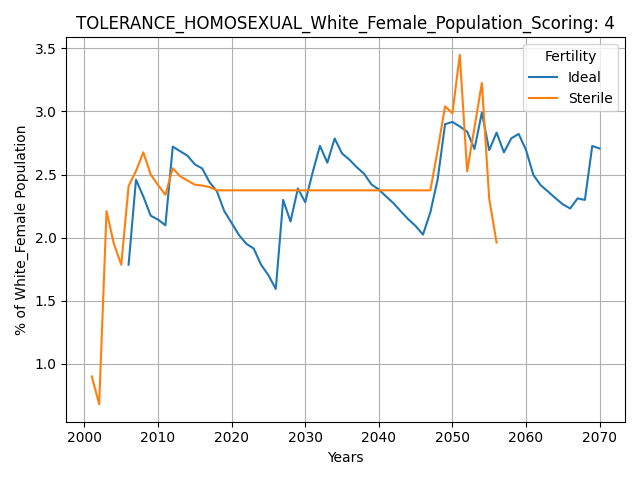 TOLERANCE_HOMOSEXUAL_White_Female_Population_Scoring: 4
Fertility
Ideal
Sterile
% of White_Female Population
3.5
3.0
2.5
2.0
1.5
1.0
2000 2010 2020 2030 2040 2050 2060 2070
Years